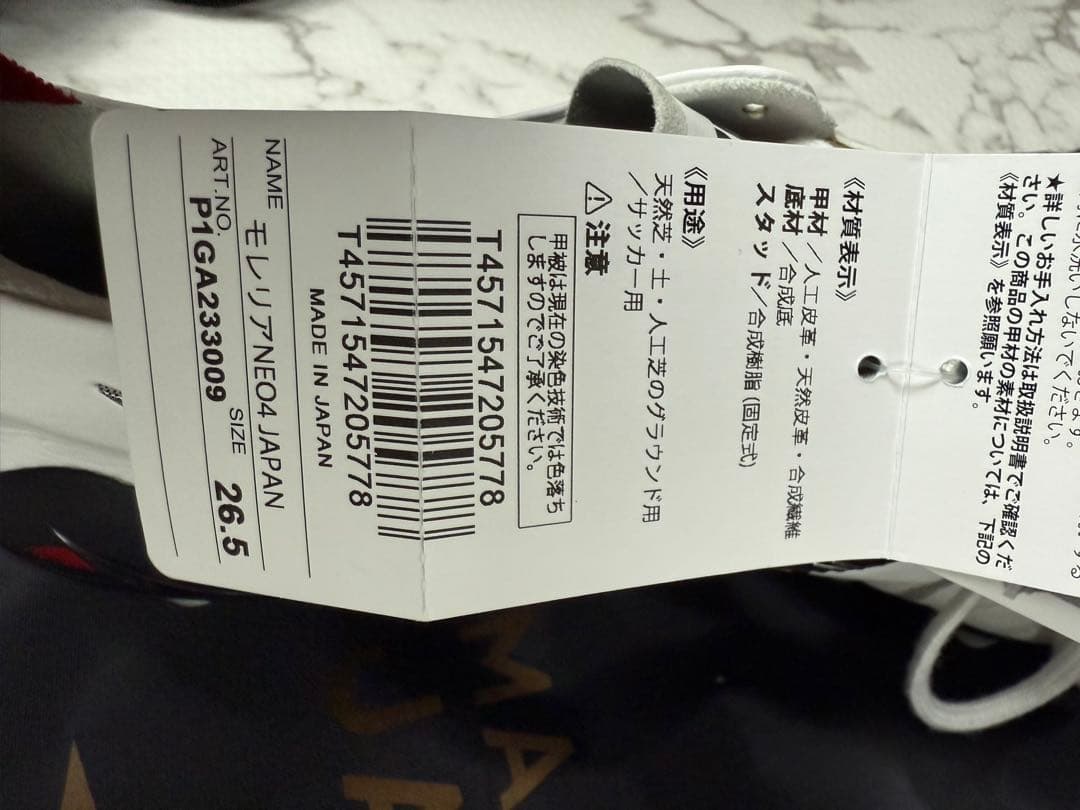 ★詳しいお手入れ方法は取扱説明書でご確認くだ
さい。この商品の甲材の素材については、下記の
《材質表示》を参照願います。
《材質表示》
甲材／人工皮革・天然皮革・合成繊維
底材／合成底
スタッド／合成樹脂(固定式)
《用途》
天然芝・土・人工芝のグラウンド用
／サッカー用
⚠注意
甲被は現在の染色技術では色落ち
しますのでご了承ください。
T4571547205778
T4571547205778
MADE IN JAPAN
NAME モレリアNEO4 JAPAN
ART.NO. P1GA233009 SIZE 26.5